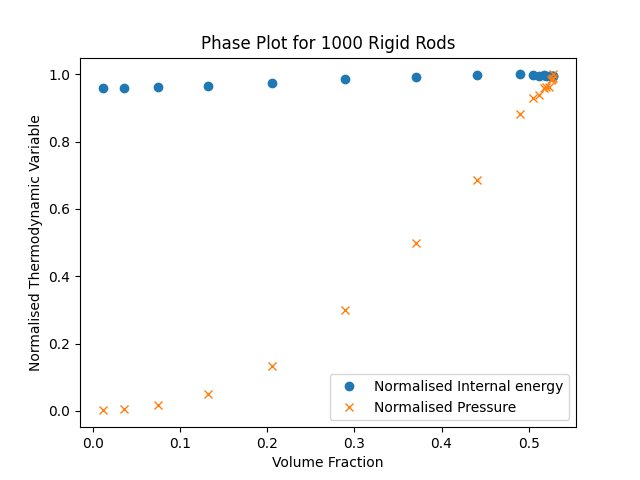 Phase Plot for 1000 Rigid Rods
Normalised Thermodynamic Variable
1.0
0.8
0.6
0.4
0.2
0.0
Normalised Internal energy
Normalised Pressure
0.0 0.1 0.2 0.3 0.4 0.5
Volume Fraction